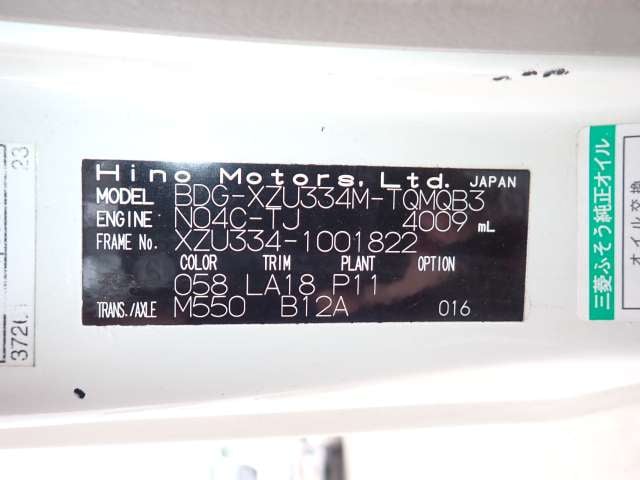 Hino Motors, Ltd. JAPAN
MODEL BDG-XZU334M-TQMQB3
ENGINE N04C-TJ 4009 mL
FRAME No. XZU334-1001822
COLOR TRIM PLANT OPTION
058 LA18 P11
TRANS./AXLE M550 B12A 016
三菱ふそう純正オイル
オイル交換
23